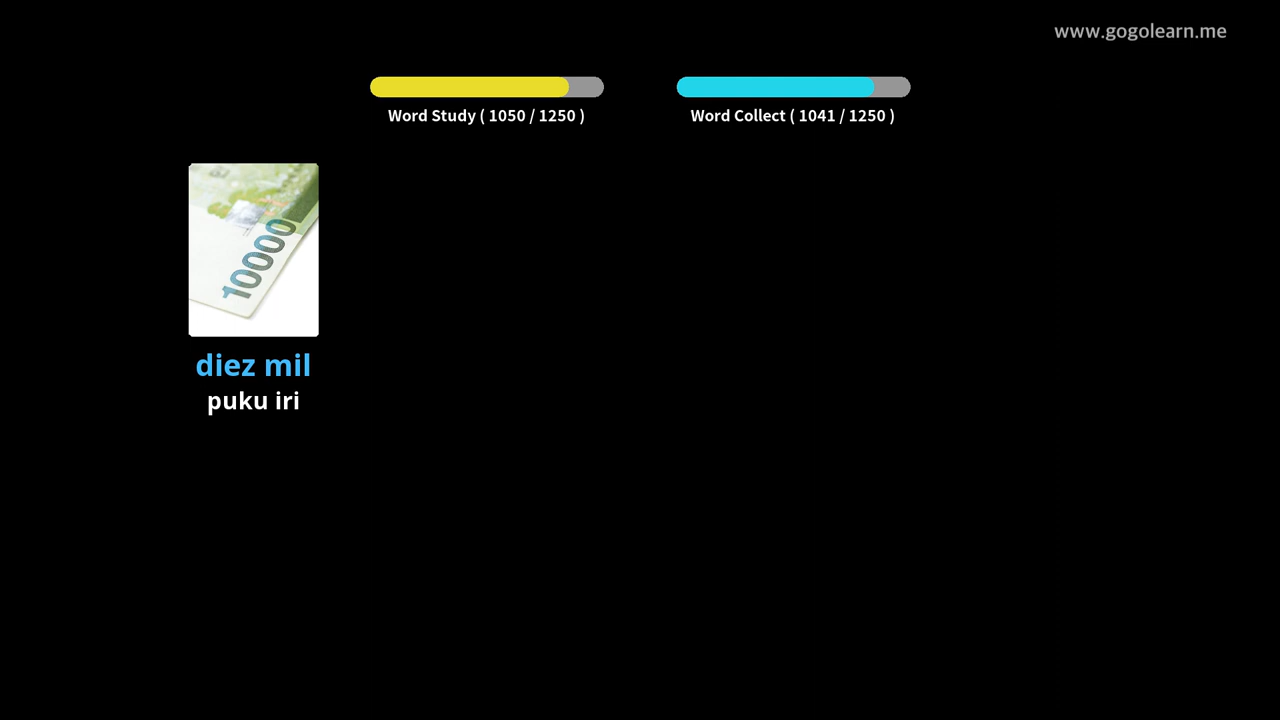 www.gogolearn.me
Word Study ( 1050 / 1250 )
Word Collect ( 1041 / 1250 )
10000
diez mil
puku iri